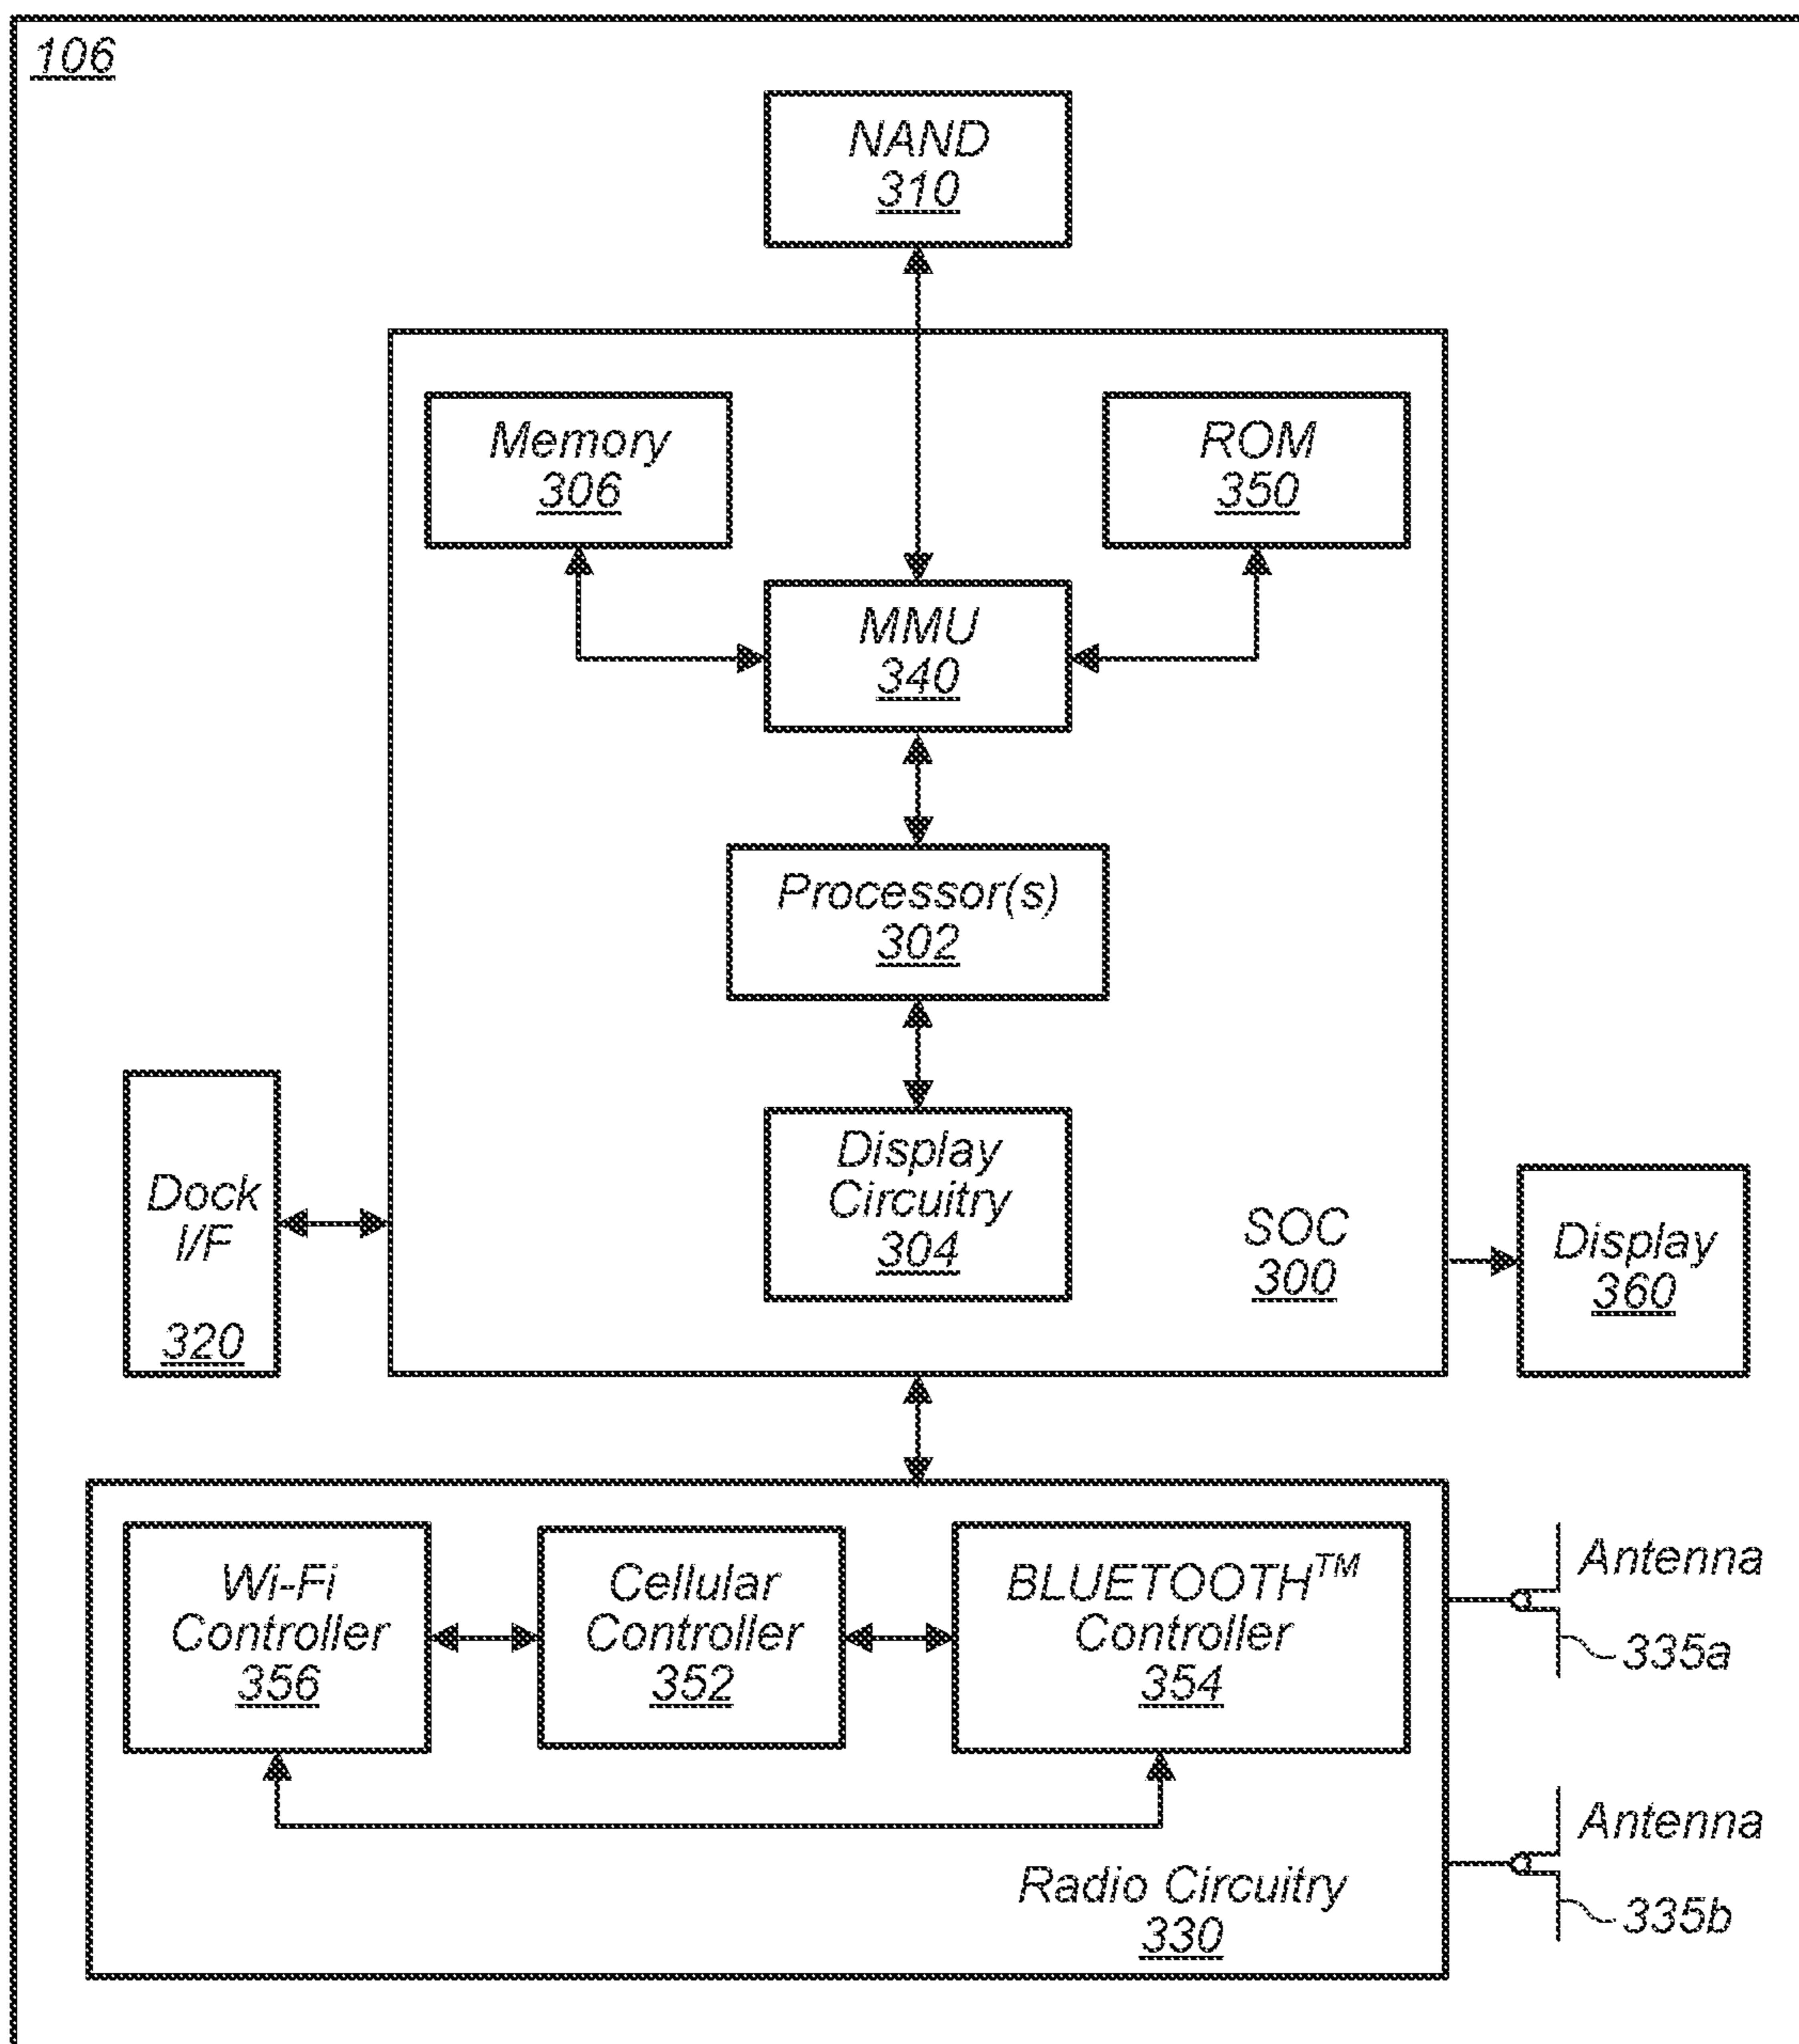 106
NAND
310
Memory
306
ROM
350
MMU
340
Processor(s)
302
Display
Circuitry
304
SOC
300
Dock
I/F
320
Display
360
Wi-Fi
Controller
356
Cellular
Controller
352
BLUETOOTH™
Controller
354
Antenna
335a
Antenna
335b
Radio Circuitry
330